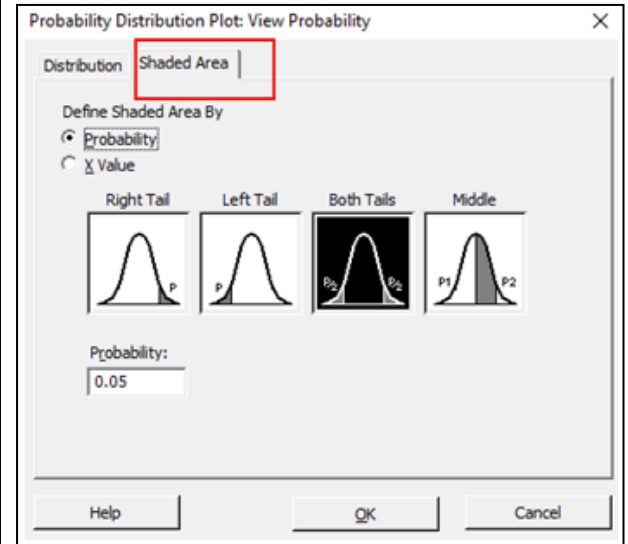 Probability Distribution Plot: View Probability
Distribution Shaded Area
Define Shaded Area By
Probability
X Value
Right Tail Left Tail Both Tails Middle
P P P/2 P/2 P1 P2
Probability:
0.05
Help OK Cancel